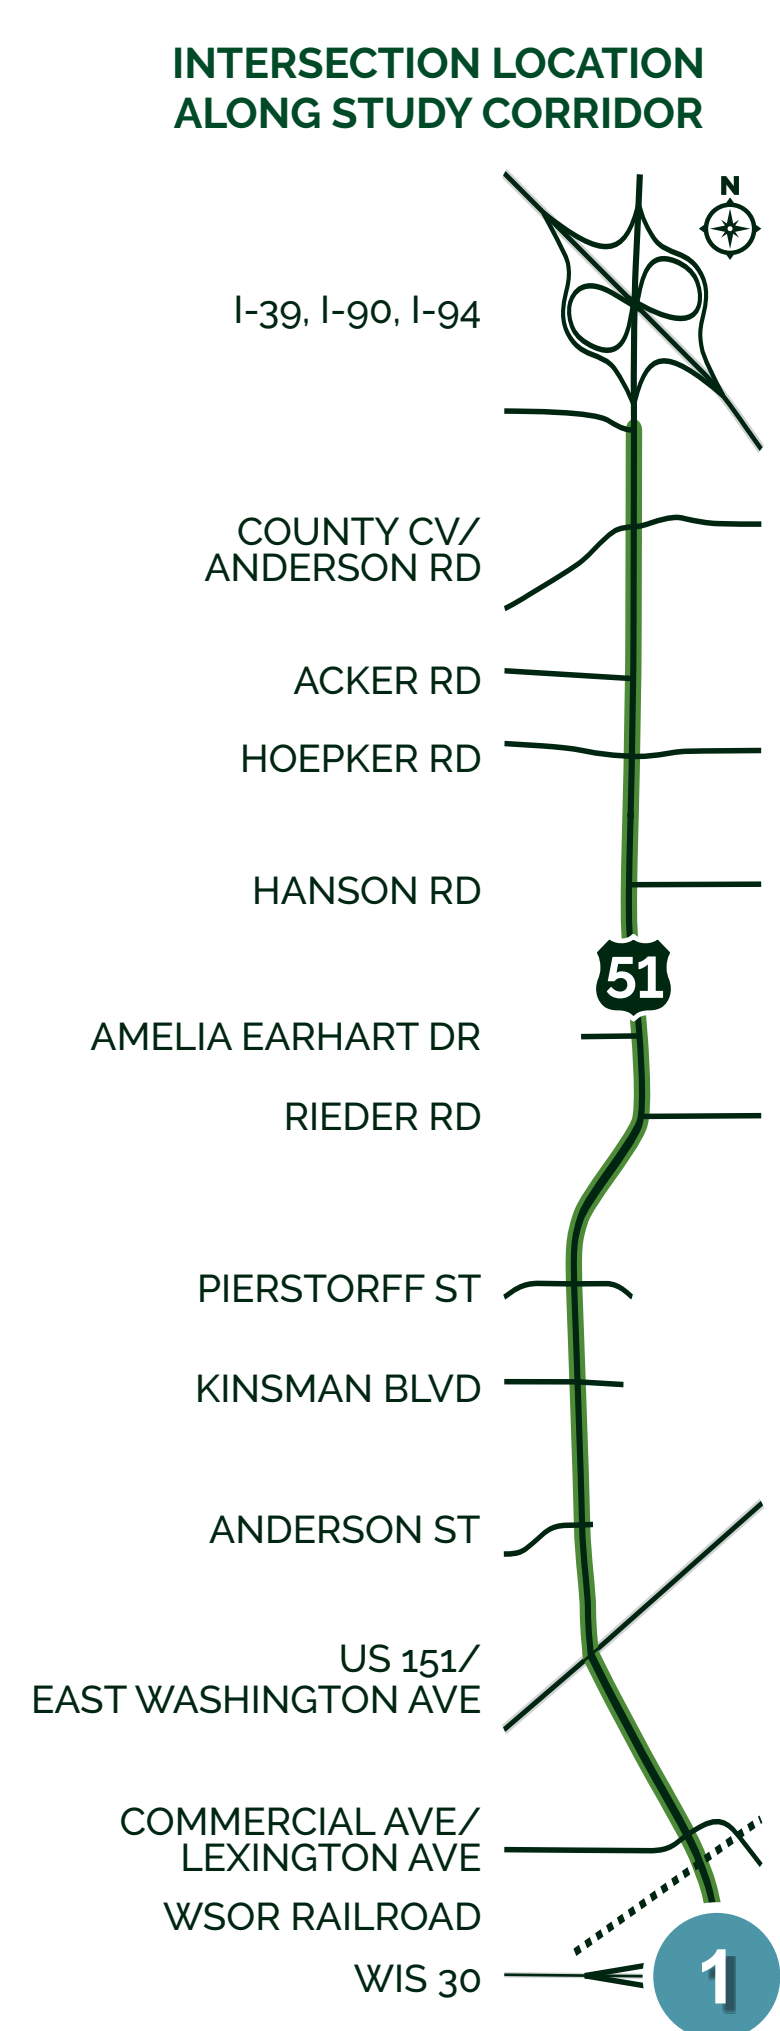 INTERSECTION LOCATION
ALONG STUDY CORRIDOR
N
I-39, I-90, I-94
COUNTY CV/
ANDERSON RD
ACKER RD
HOEPKER RD
HANSON RD
51
AMELIA EARHART DR
RIEDER RD
PIERSTORFF ST
KINSMAN BLVD
ANDERSON ST
US 151/
EAST WASHINGTON AVE
COMMERCIAL AVE/
LEXINGTON AVE
WSOR RAILROAD
WIS 30
1